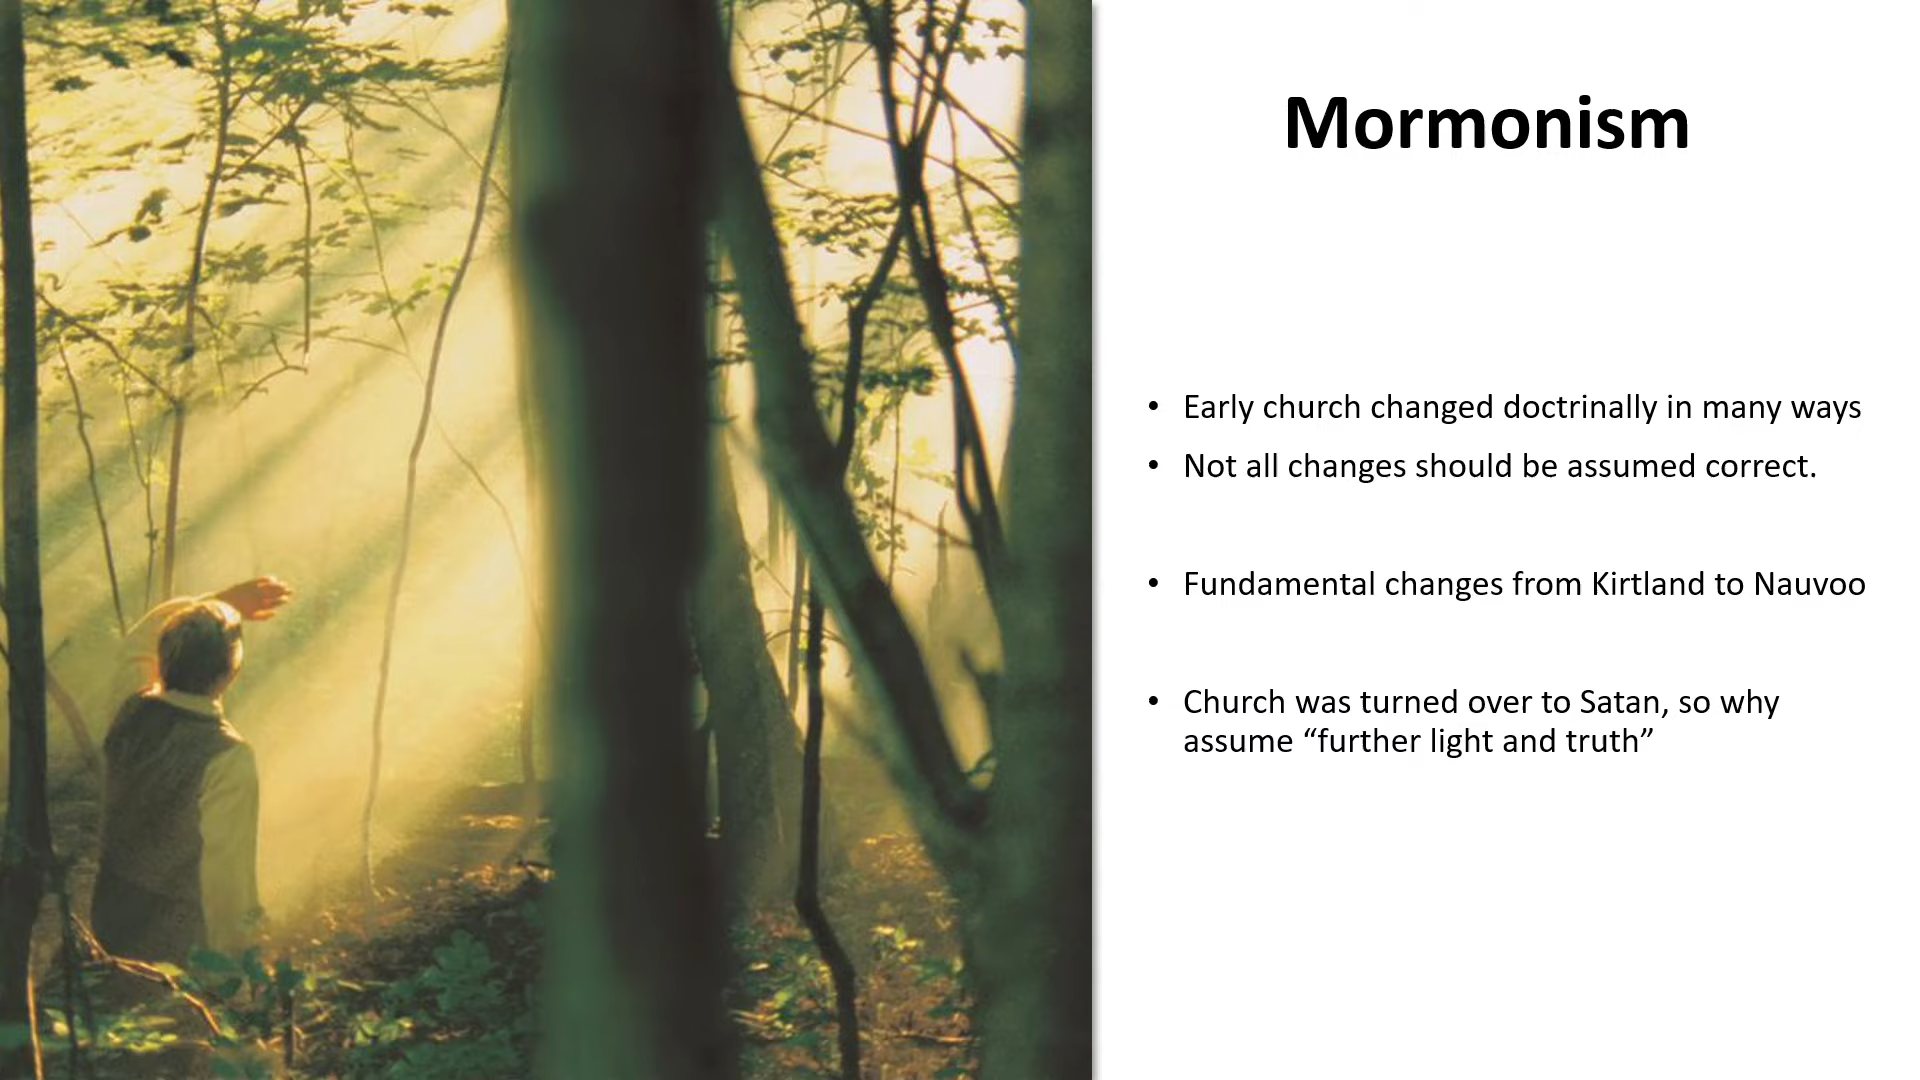 Mormonism
• Early church changed doctrinally in many ways
• Not all changes should be assumed correct.
• Fundamental changes from Kirtland to Nauvoo
• Church was turned over to Satan, so why
assume “further light and truth”